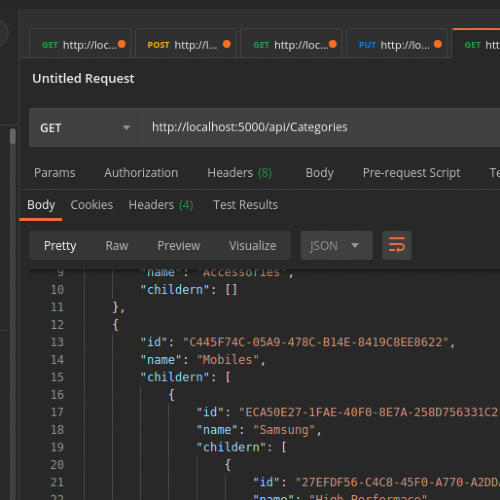 GET http://loc... POST http://l... GET http://loc... PUT http://lo... GET htt
Untitled Request
GET http://localhost:5000/api/Categories
Params Authorization Headers (8) Body Pre-request Script Te
Body Cookies Headers (4) Test Results
Pretty Raw Preview Visualize JSON
9 "name": "Accessories",
10 "childern": []
11 },
12 {
13 "id": "C445F74C-05A9-478C-B14E-8419C8EE8622",
14 "name": "Mobiles",
15 "childern": [
16 {
17 "id": "ECA50E27-1FAE-40F0-8E7A-258D756331C2
18 "name": "Samsung",
19 "childern": [
20 {
21 "id": "27EFDF56-C4C8-45F0-A770-A2DD
22 "name": "High Performace"